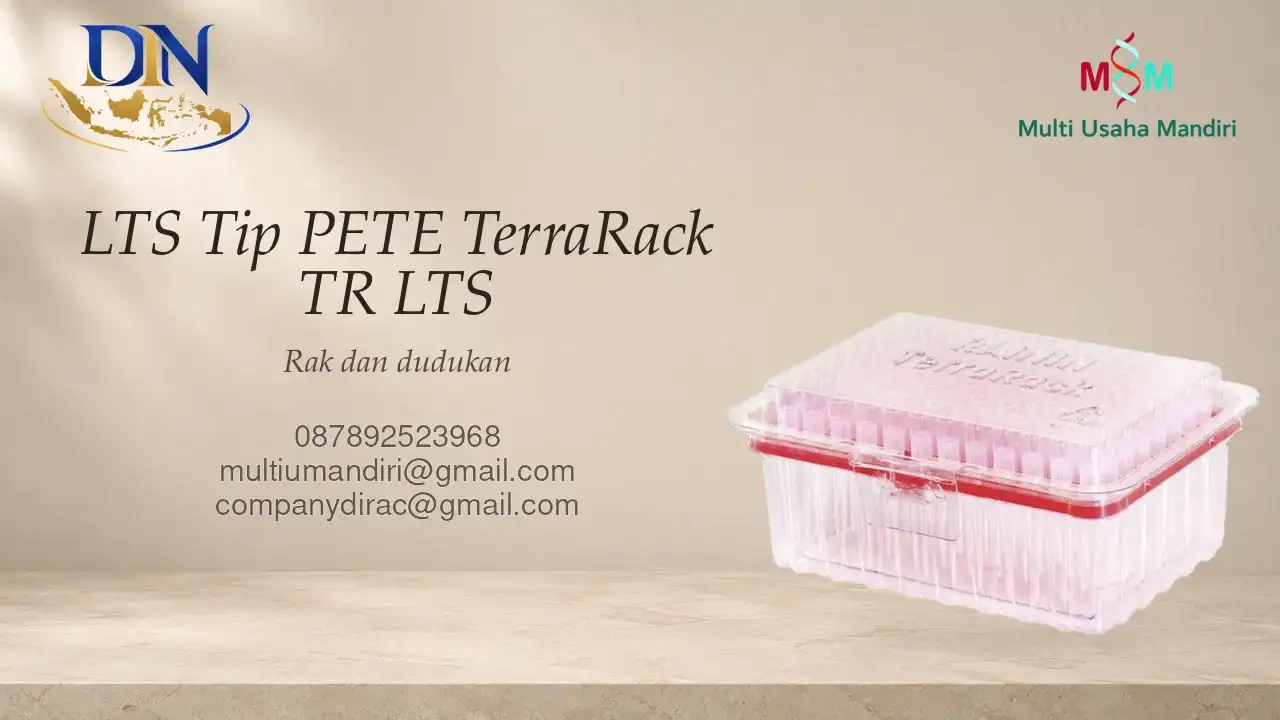 DIN
M M
Multi Usaha Mandiri
LTS Tip PETE TerraRack
TR LTS
Rak dan dudukan
087892523968
multiumandiri@gmail.com
companydirac@gmail.com
RAININ
TerraRack